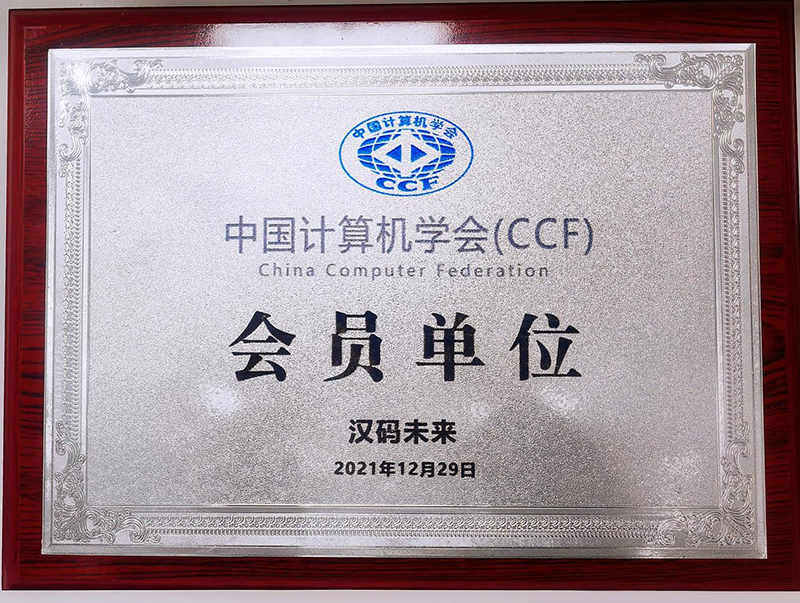 中国计算机学会
CCF
中国计算机学会(CCF)
China Computer Federation
会员单位
汉码未来
2021年12月29日